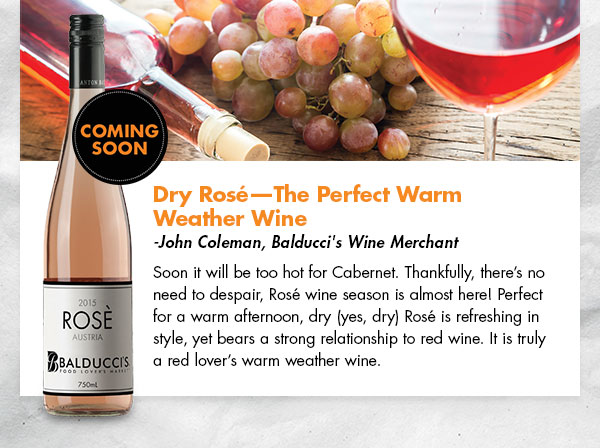 ANTON
COMING
SOON
Dry Rosé—The Perfect Warm
Weather Wine
-John Coleman, Balducci's Wine Merchant
Soon it will be too hot for Cabernet. Thankfully, there's no
need to despair, Rosé wine season is almost here! Perfect
for a warm afternoon, dry (yes, dry) Rosé is refreshing in
style, yet bears a strong relationship to red wine. It is truly
a red lover's warm weather wine.
2015
ROSÈ
AUSTRIA
BALDUCCI'S
FOOD LOVER'S MARKET
750mL